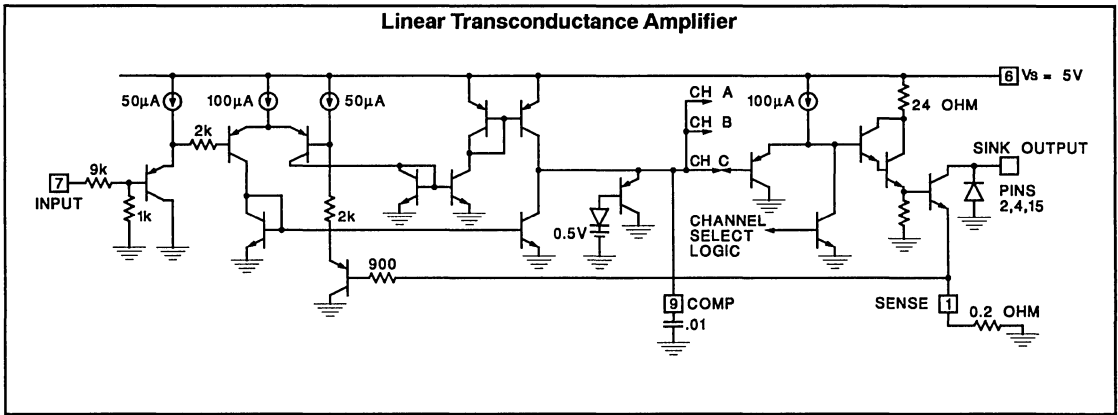 Linear Transconductance Amplifier
6 Vs = 5V
50µA 100µA 50µA
CH A
100µA
24 OHM
2k
CH B
SINK OUTPUT
9k
CH C
7
INPUT
1k
2k
0.5V
CHANNEL
SELECT
LOGIC
PINS
2,4,15
900
9 COMP
SENSE 1
0.2 OHM
.01